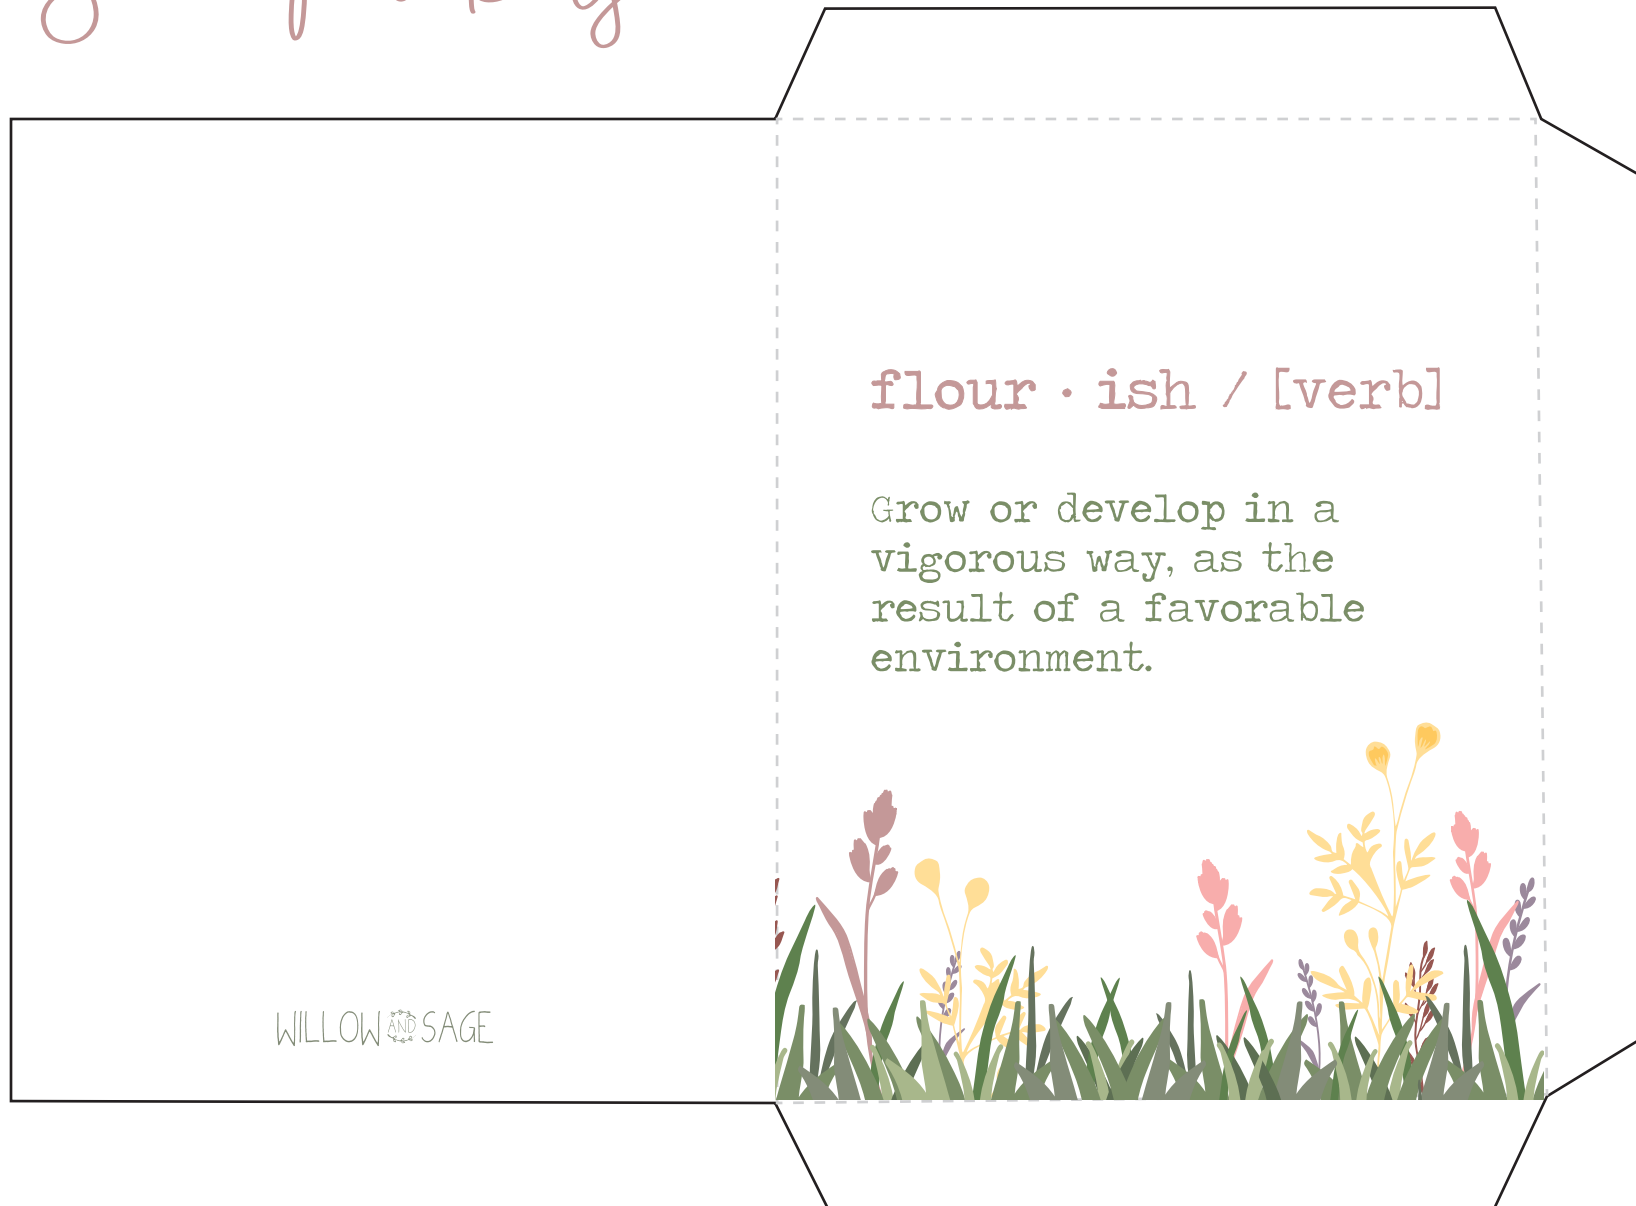 flour · ish / [verb]
Grow or develop in a
vigorous way, as the
result of a favorable
environment.
WILLOW AND SAGE